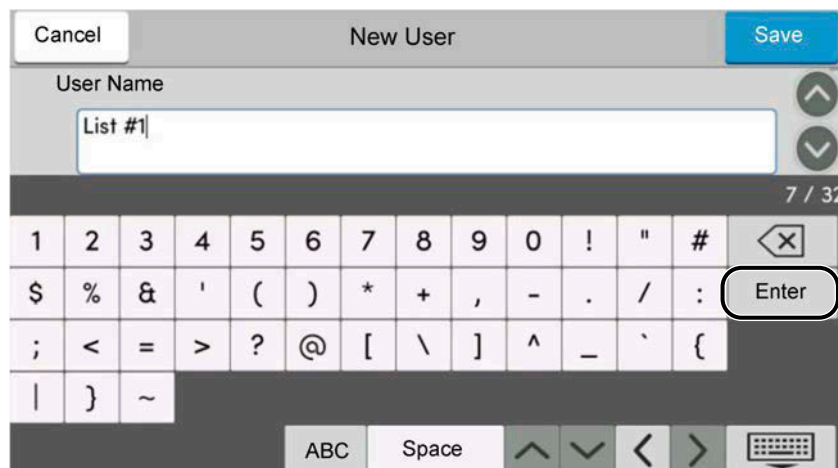 Cancel New User Save
User Name
List #1
7 / 32
1 2 3 4 5 6 7 8 9 0 ! " #
$ % & ' ( ) * + , - . / : Enter
; < = > ? @ [ \ ] ^ _ ` {
| } ~
ABC Space